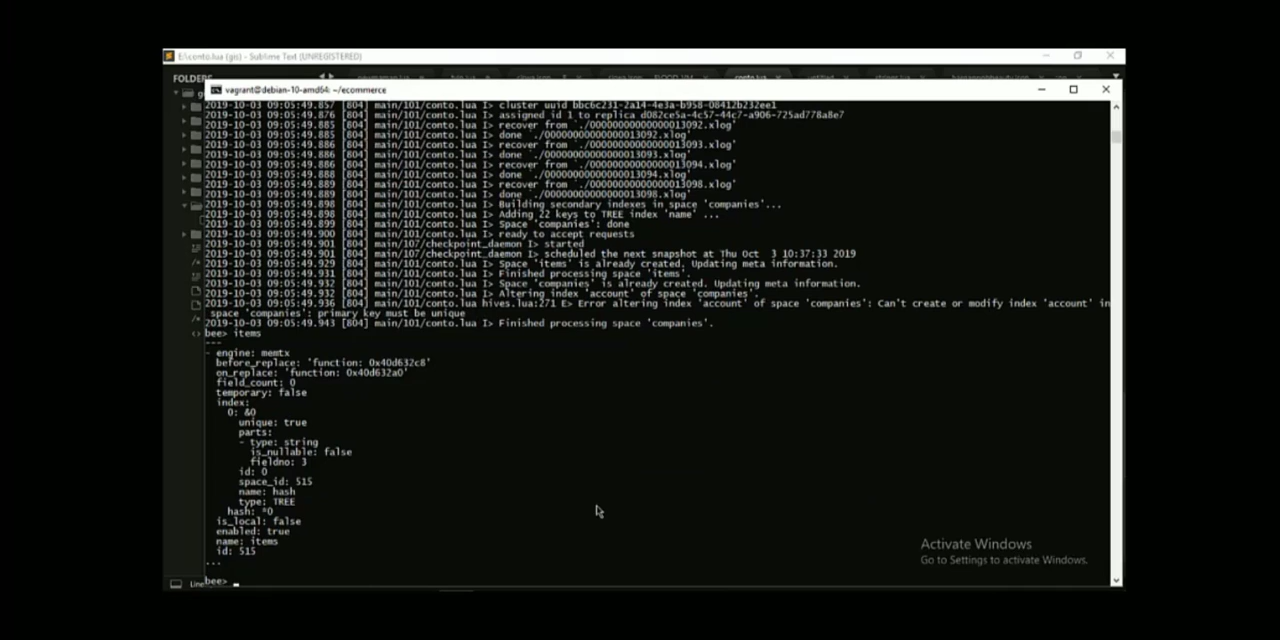 E:\conto.lua (gis) - Sublime Text (UNREGISTERED)
FOLDERS
conto.lua
vagrant@debian-10-amd64: ~/ecommerce
2019-10-03 09:05:49.857 [804] main/101/conto.lua I> cluster uuid bbc6c231-2a14-4e3a-b958-08412b232ee1
2019-10-03 09:05:49.876 [804] main/101/conto.lua I> assigned id 1 to replica d082ce5a-4c57-44c7-a906-725ad778a8e7
2019-10-03 09:05:49.885 [804] main/101/conto.lua I> recover from `./00000000000000013092.xlog'
2019-10-03 09:05:49.885 [804] main/101/conto.lua I> done `./00000000000000013092.xlog'
2019-10-03 09:05:49.886 [804] main/101/conto.lua I> recover from `./00000000000000013093.xlog'
2019-10-03 09:05:49.886 [804] main/101/conto.lua I> done `./00000000000000013093.xlog'
2019-10-03 09:05:49.886 [804] main/101/conto.lua I> recover from `./00000000000000013094.xlog'
2019-10-03 09:05:49.888 [804] main/101/conto.lua I> done `./00000000000000013094.xlog'
2019-10-03 09:05:49.889 [804] main/101/conto.lua I> recover from `./00000000000000013098.xlog'
2019-10-03 09:05:49.889 [804] main/101/conto.lua I> done `./00000000000000013098.xlog'
2019-10-03 09:05:49.898 [804] main/101/conto.lua I> Building secondary indexes in space 'companies'...
2019-10-03 09:05:49.898 [804] main/101/conto.lua I> Adding 22 keys to TREE index 'name' ...
2019-10-03 09:05:49.899 [804] main/101/conto.lua I> Space 'companies': done
2019-10-03 09:05:49.900 [804] main/101/conto.lua I> ready to accept requests
2019-10-03 09:05:49.901 [804] main/107/checkpoint_daemon I> started
2019-10-03 09:05:49.901 [804] main/107/checkpoint_daemon I> scheduled the next snapshot at Thu Oct  3 10:37:33 2019
2019-10-03 09:05:49.929 [804] main/101/conto.lua I> Space 'items' is already created. Updating meta information.
2019-10-03 09:05:49.931 [804] main/101/conto.lua I> Finished processing space 'items'.
2019-10-03 09:05:49.932 [804] main/101/conto.lua I> Space 'companies' is already created. Updating meta information.
2019-10-03 09:05:49.932 [804] main/101/conto.lua I> Altering index 'account' of space 'companies'.
2019-10-03 09:05:49.936 [804] main/101/conto.lua hives.lua:271 E> Error altering index 'account' of space 'companies': Can't create or modify index 'account' in
space 'companies': primary key must be unique
2019-10-03 09:05:49.943 [804] main/101/conto.lua I> Finished processing space 'companies'.
bee> items
---
- engine: memtx
before_replace: 'function: 0x40d632c8'
on_replace: 'function: 0x40d632a0'
field_count: 0
temporary: false
index:
0: &0
unique: true
parts:
- type: string
is_nullable: false
fieldno: 3
id: 0
space_id: 515
name: hash
type: TREE
hash: *0
is_local: false
enabled: true
name: items
id: 515
...
Activate Windows
Go to Settings to activate Windows.
Line
bee>